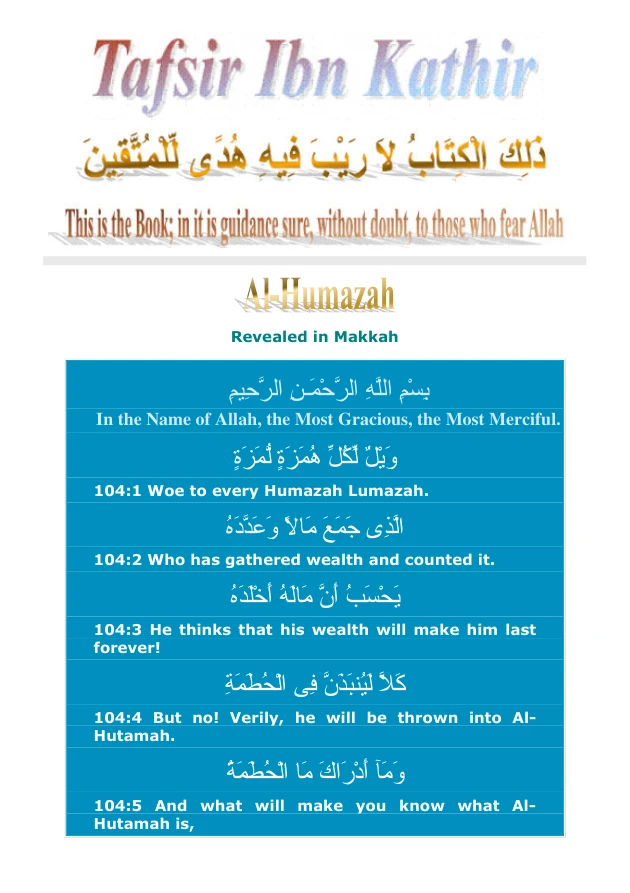 Tafsir Ibn Kathir
ذَلِكَ الْكِتَابُ لاَ رَيْبَ فِيهِ هُدًى لِّلْمُتَّقِينَ
This is the Book; in it is guidance sure, without doubt, to those who fear Allah
Al-Humazah
Revealed in Makkah
بِسْمِ اللَّهِ الرَّحْمَـنِ الرَّحِيمِ
In the Name of Allah, the Most Gracious, the Most Merciful.
وَيْلٌ لِّكُلِّ هُمَزَةٍ لُّمَزَةٍ
104:1 Woe to every Humazah Lumazah.
الَّذِى جَمَعَ مَالاً وَعَدَّدَهُ
104:2 Who has gathered wealth and counted it.
يَحْسَبُ أَنَّ مَالَهُ أَخْلَدَهُ
104:3 He thinks that his wealth will make him last
forever!
كَلاَّ لَيُنبَذَنَّ فِى الْحُطَمَةِ
104:4 But no! Verily, he will be thrown into Al-
Hutamah.
وَمَآ أَدْرَاكَ مَا الْحُطَمَةُ
104:5 And what will make you know what Al-
Hutamah is,